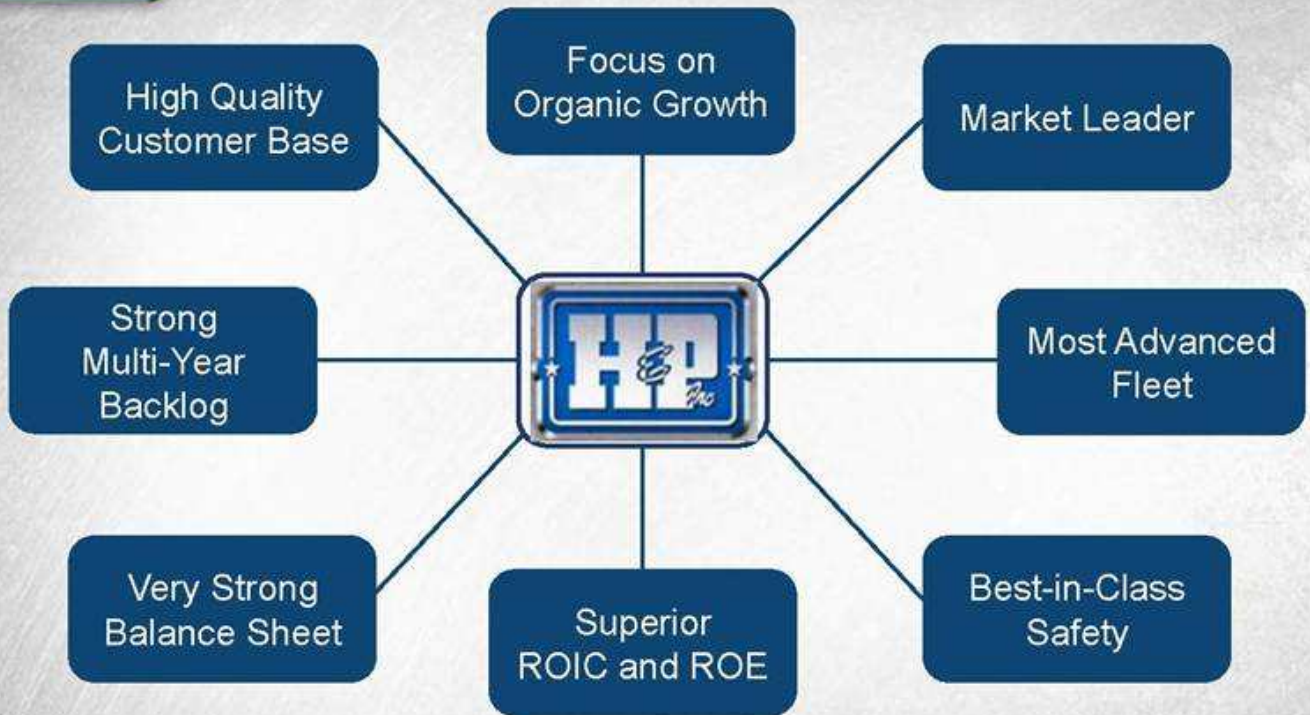 Focus on
Organic Growth
High Quality
Customer Base
Market Leader
H&P
Inc
Strong
Multi-Year
Backlog
Most Advanced
Fleet
Very Strong
Balance Sheet
Superior
ROIC and ROE
Best-in-Class
Safety